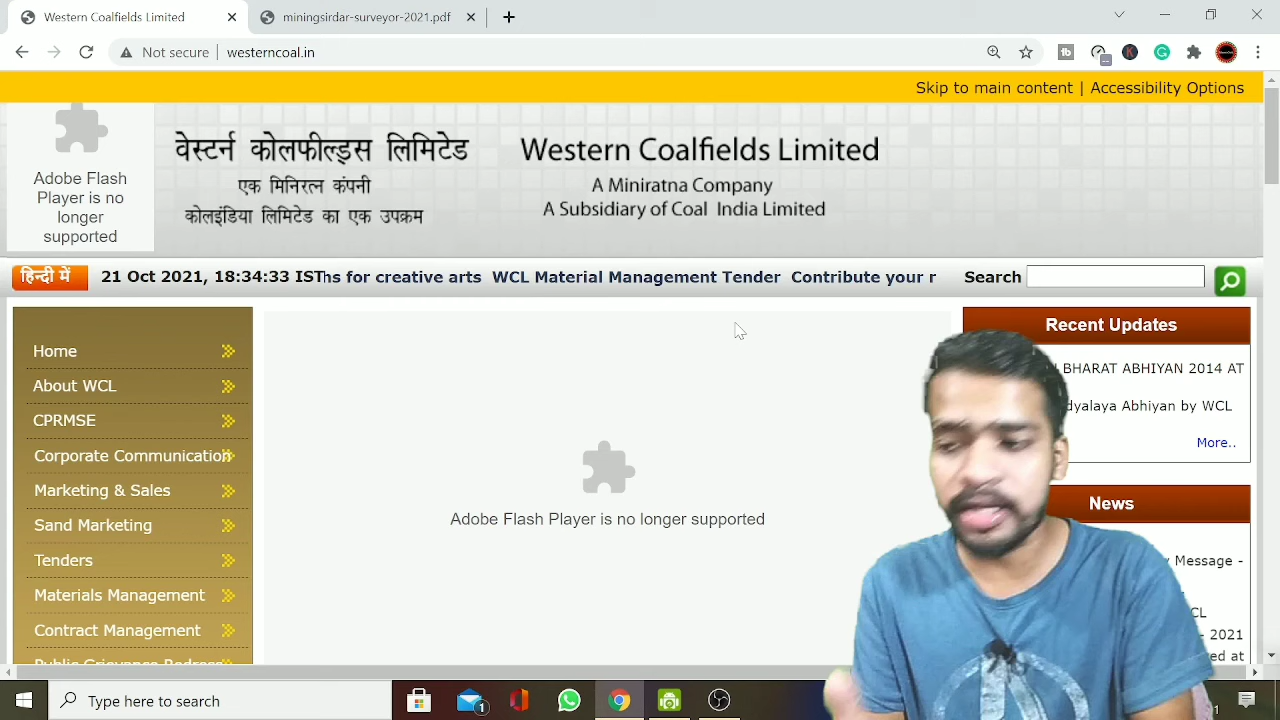 Western Coalfields Limited
miningsirdar-surveyor-2021.pdf
Not secure
westerncoal.in
Skip to main content | Accessibility Options
Adobe Flash
Player is no
longer
supported
वेस्टर्न कोलफील्ड्स लिमिटेड
एक मिनिरत्न कंपनी
कोलइंडिया लिमिटेड का एक उपक्रम
Western Coalfields Limited
A Miniratna Company
A Subsidiary of Coal India Limited
हिन्दी में
21 Oct 2021, 18:34:33 IST
for creative arts WCL Material Management Tender Contribute your
Search
Home
About WCL
CPRMSE
Corporate Communication
Marketing & Sales
Sand Marketing
Tenders
Materials Management
Contract Management
Adobe Flash Player is no longer supported
Recent Updates
BHARAT ABHIYAN 2014 AT
Abhiyan by WCL
More..
News
Message -
- 2021
at
Type here to search
1